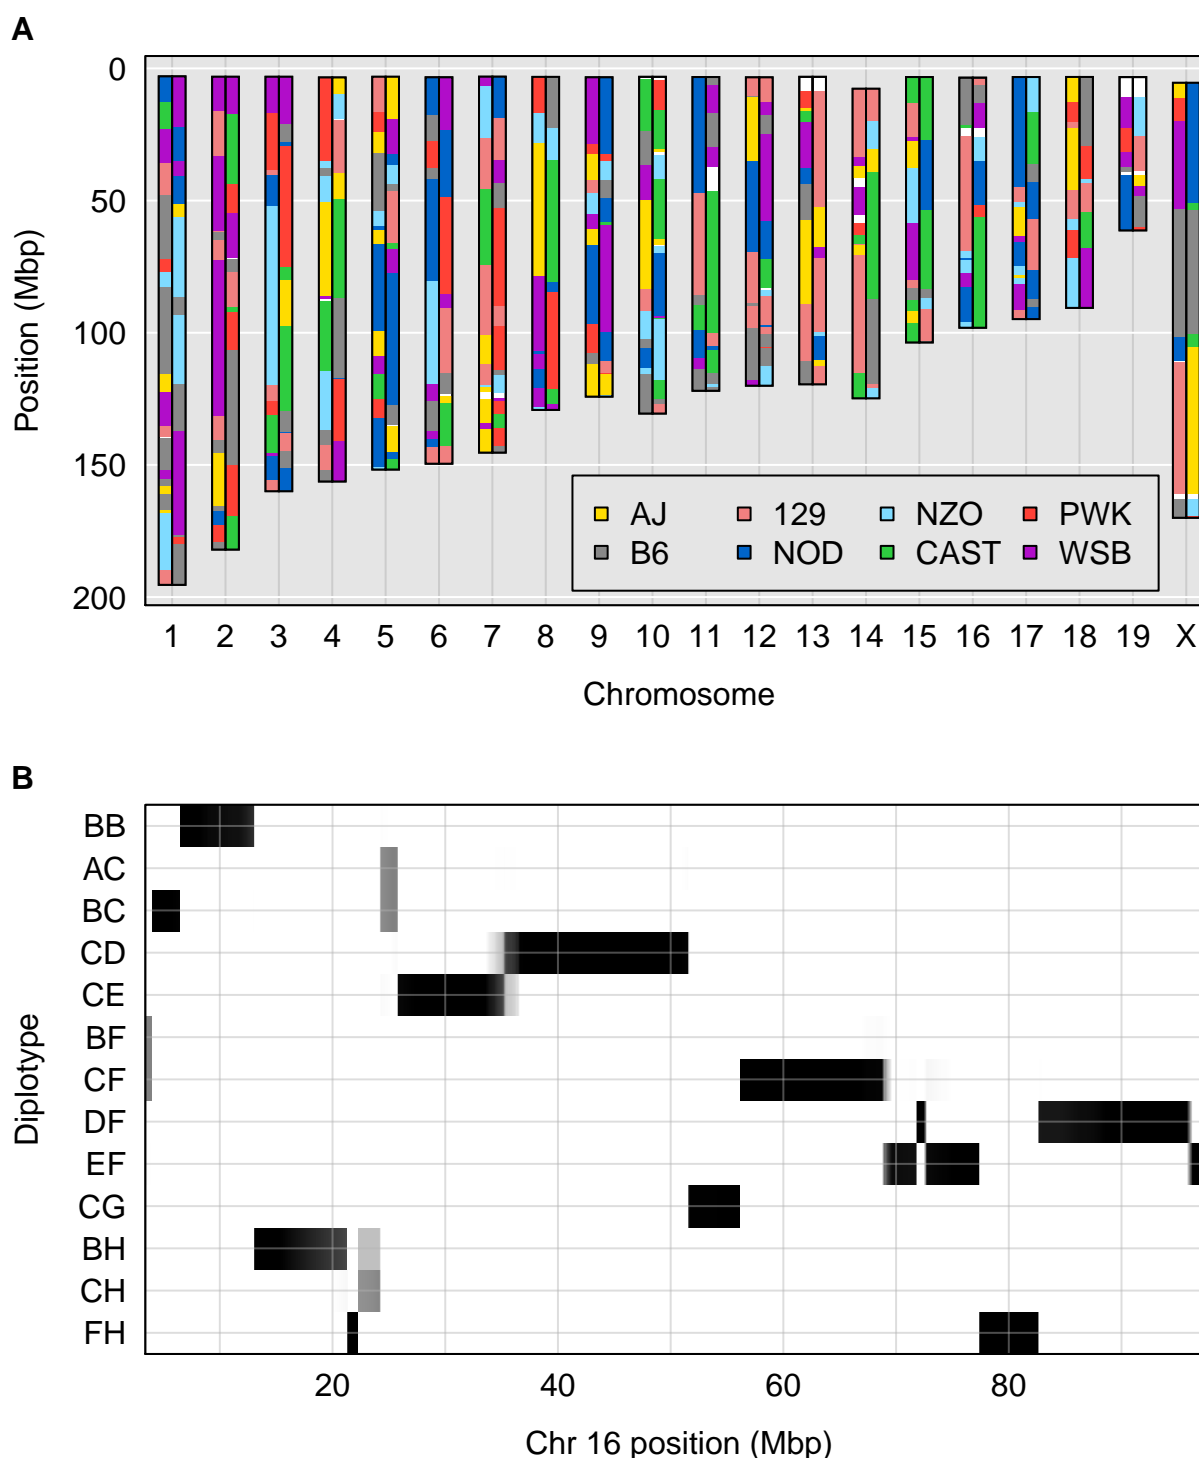 A
0
50
100
150
200
Position (Mbp)
AJ 129 NZO PWK
B6 NOD CAST WSB
1 2 3 4 5 6 7 8 9 10 11 12 13 14 15 16 17 18 19 X
Chromosome
B
BB
AC
BC
CD
CE
BF
CF
DF
EF
CG
BH
CH
FH
Diplotype
20 40 60 80
Chr 16 position (Mbp)